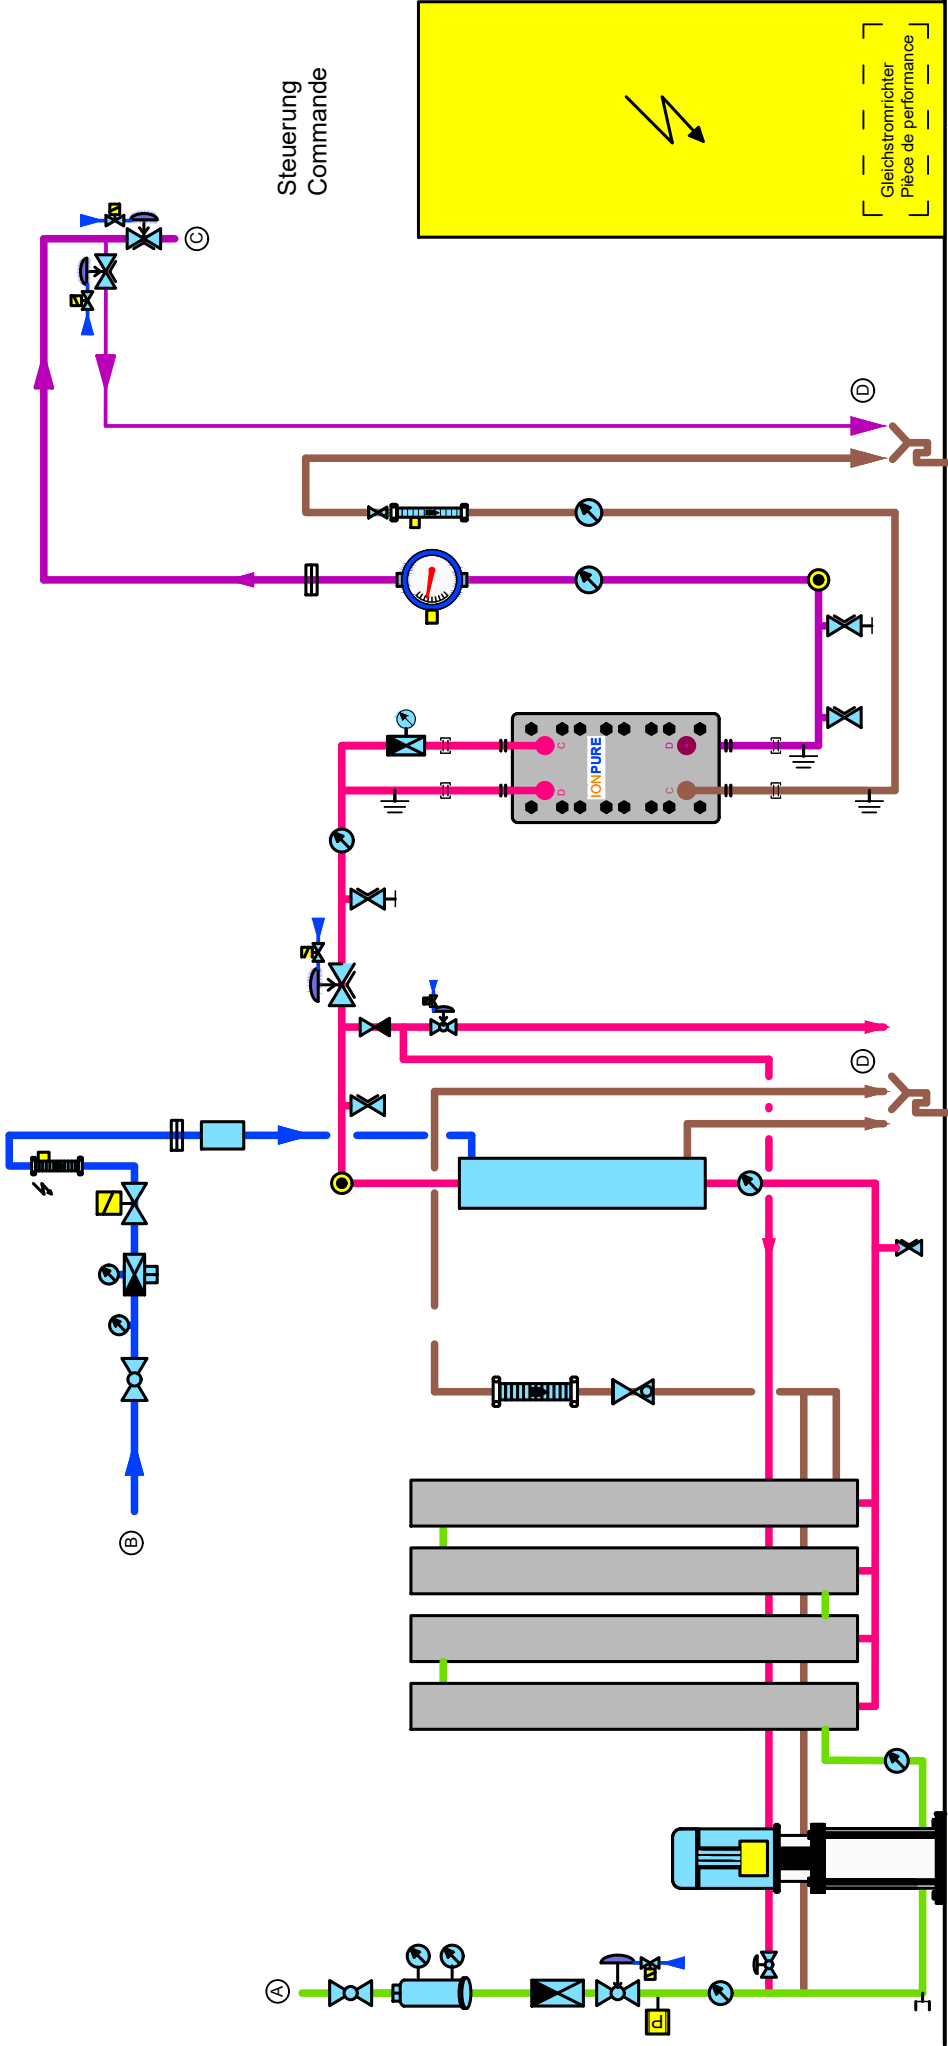 Steuerung
Commande
Gleichstromrichter
Pièce de performance
C
D
C
D
IONPURE
D
C
D
B
A
P